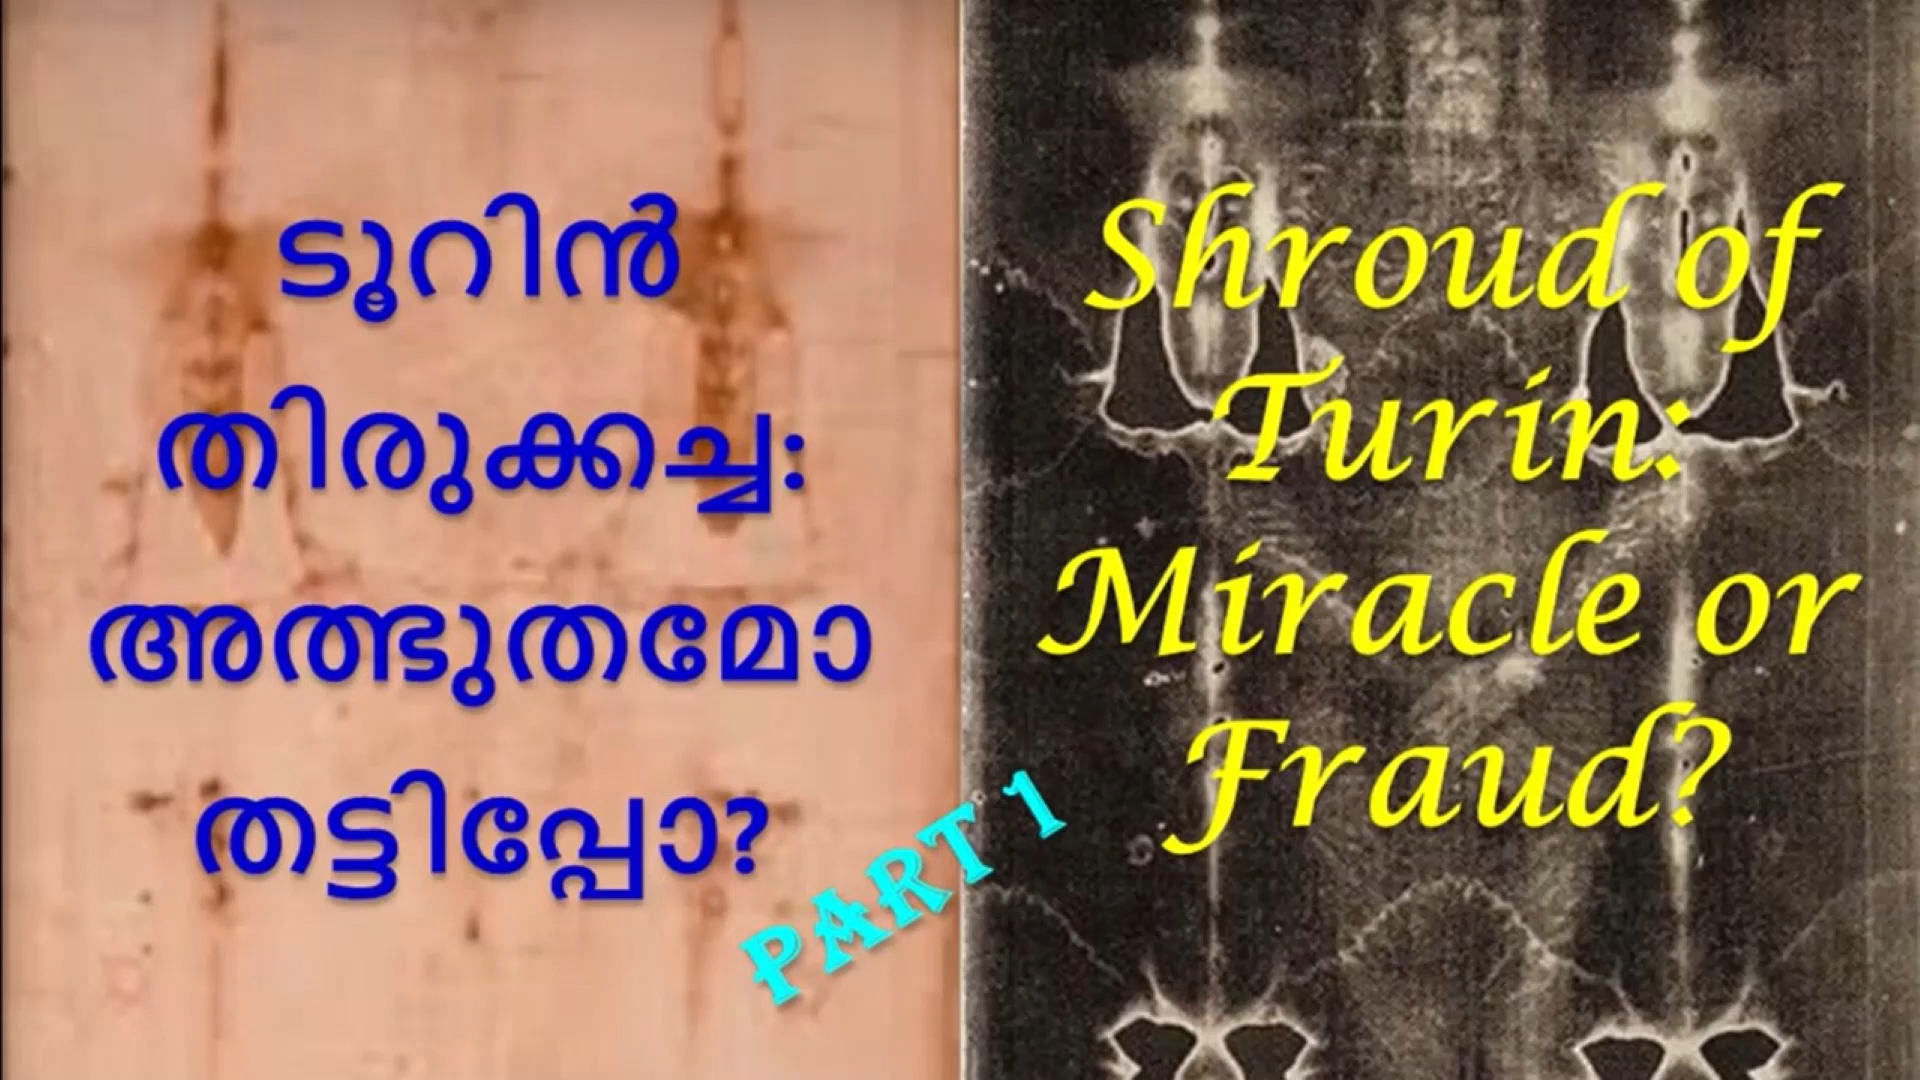 ടൂറിൻ
തിരുക്കച്ച:
അത്ഭുതമോ
തട്ടിപ്പോ?
Shroud of
Turin:
Miracle or
Fraud?
PART 1